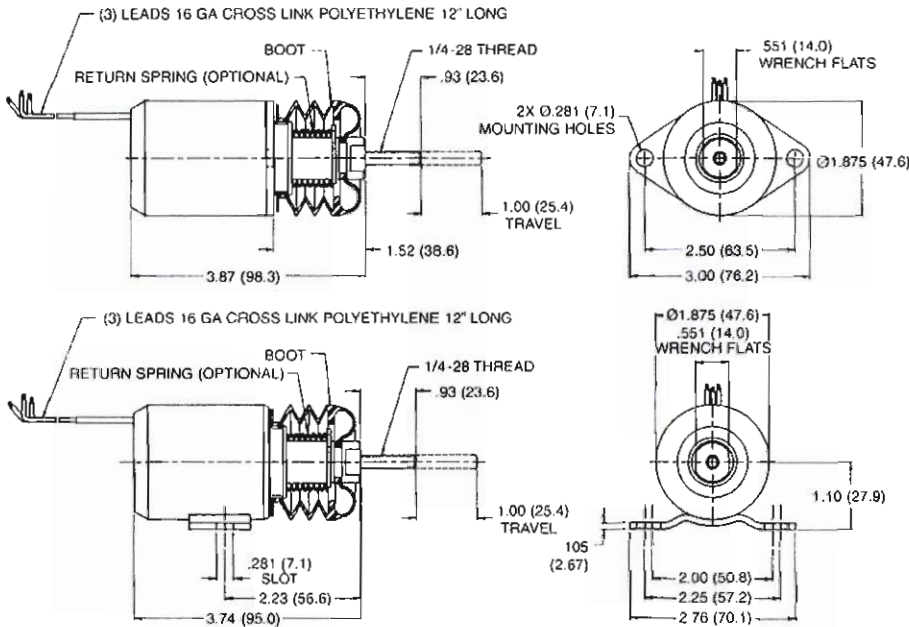 (3) LEADS 16 GA CROSS LINK POLYETHYLENE 12" LONG
BOOT
1/4-28 THREAD
RETURN SPRING (OPTIONAL)
.93 (23.6)
1.00 (25.4)
TRAVEL
1.52 (38.6)
3.87 (98.3)
.551 (14.0)
WRENCH FLATS
2X Ø.281 (7.1)
MOUNTING HOLES
Ø1.875 (47.6)
2.50 (63.5)
3.00 (76.2)
(3) LEADS 16 GA CROSS LINK POLYETHYLENE 12" LONG
BOOT
1/4-28 THREAD
RETURN SPRING (OPTIONAL)
.93 (23.6)
1.00 (25.4)
TRAVEL
.281 (7.1)
SLOT
2.23 (56.6)
3.74 (95.0)
Ø1.875 (47.6)
.551 (14.0)
WRENCH FLATS
1.10 (27.9)
105
(2.67)
2.00 (50.8)
2.25 (57.2)
2.76 (70.1)